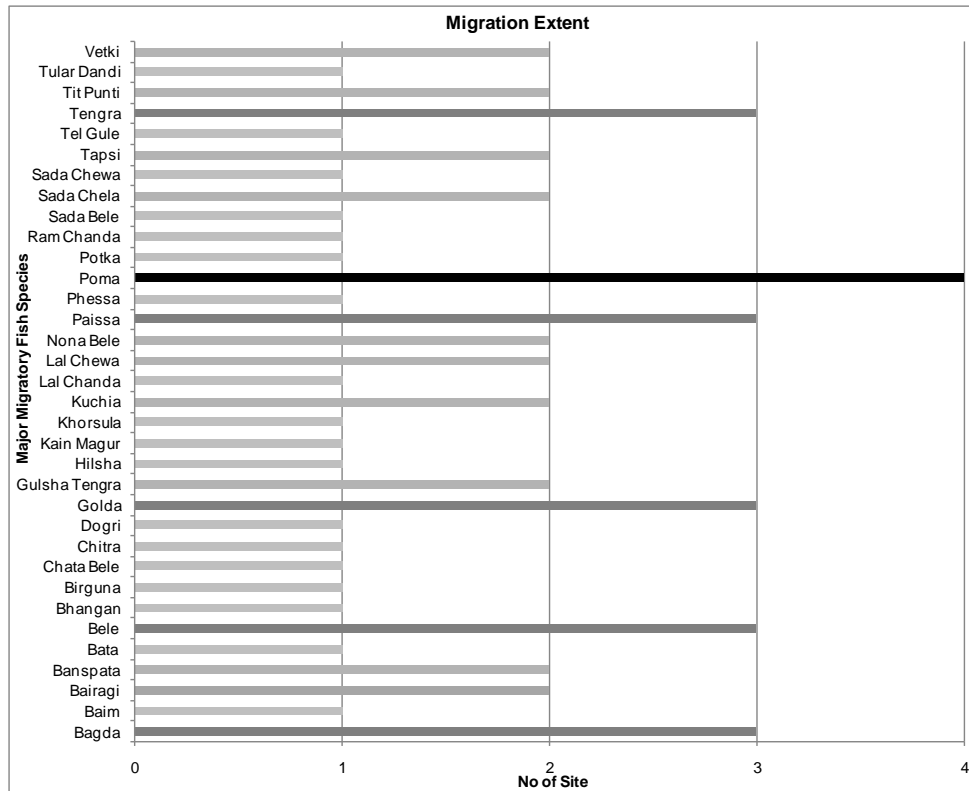 Migration Extent
Major Migratory Fish Species
Vetki
Tular Dandi
Tit Punti
Tengra
Tel Gule
Tapsi
Sada Chewa
Sada Chela
Sada Bele
Ram Chanda
Potka
Poma
Phessa
Paissa
Nona Bele
Lal Chewa
Lal Chanda
Kuchia
Khorsula
Kain Magur
Hilsha
Gulsha Tengra
Golda
Dogri
Chitra
Chata Bele
Birguna
Bhangan
Bele
Bata
Banspata
Bairagi
Baim
Bagda
0 1 2 3 4
No of Site